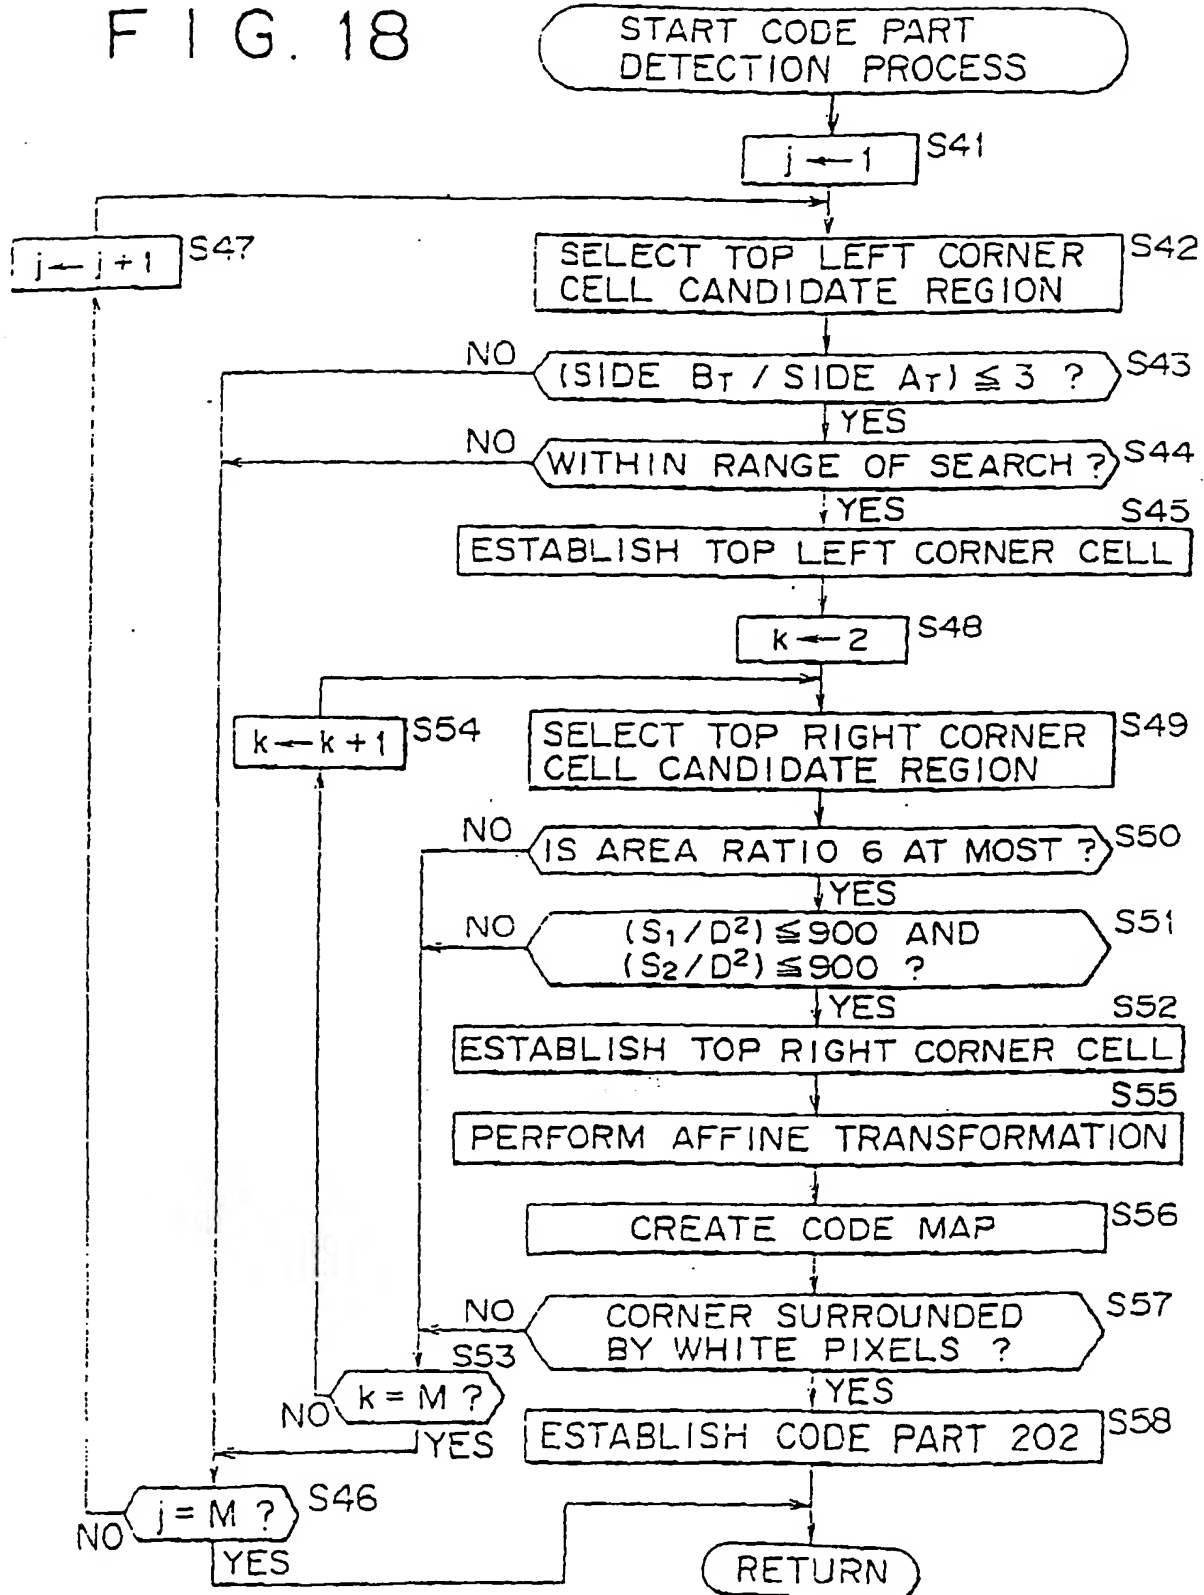 FIG. 18
START CODE PART
DETECTION PROCESS
j ← 1
S41
j ← j + 1
S47
SELECT TOP LEFT CORNER
CELL CANDIDATE REGION
S42
NO
(SIDE BT / SIDE AT) ≦ 3 ?
S43
YES
NO
WITHIN RANGE OF SEARCH ?
S44
YES
S45
ESTABLISH TOP LEFT CORNER CELL
k ← 2
S48
k ← k + 1
S54
SELECT TOP RIGHT CORNER
CELL CANDIDATE REGION
S49
NO
IS AREA RATIO 6 AT MOST ?
S50
YES
NO
(S1/D²) ≦ 900 AND
(S2/D²) ≦ 900 ?
S51
YES
S52
ESTABLISH TOP RIGHT CORNER CELL
S55
PERFORM AFFINE TRANSFORMATION
CREATE CODE MAP
S56
NO
CORNER SURROUNDED
BY WHITE PIXELS ?
S57
YES
S53
k = M ?
NO
YES
ESTABLISH CODE PART 202
S58
j = M ?
S46
NO
YES
RETURN